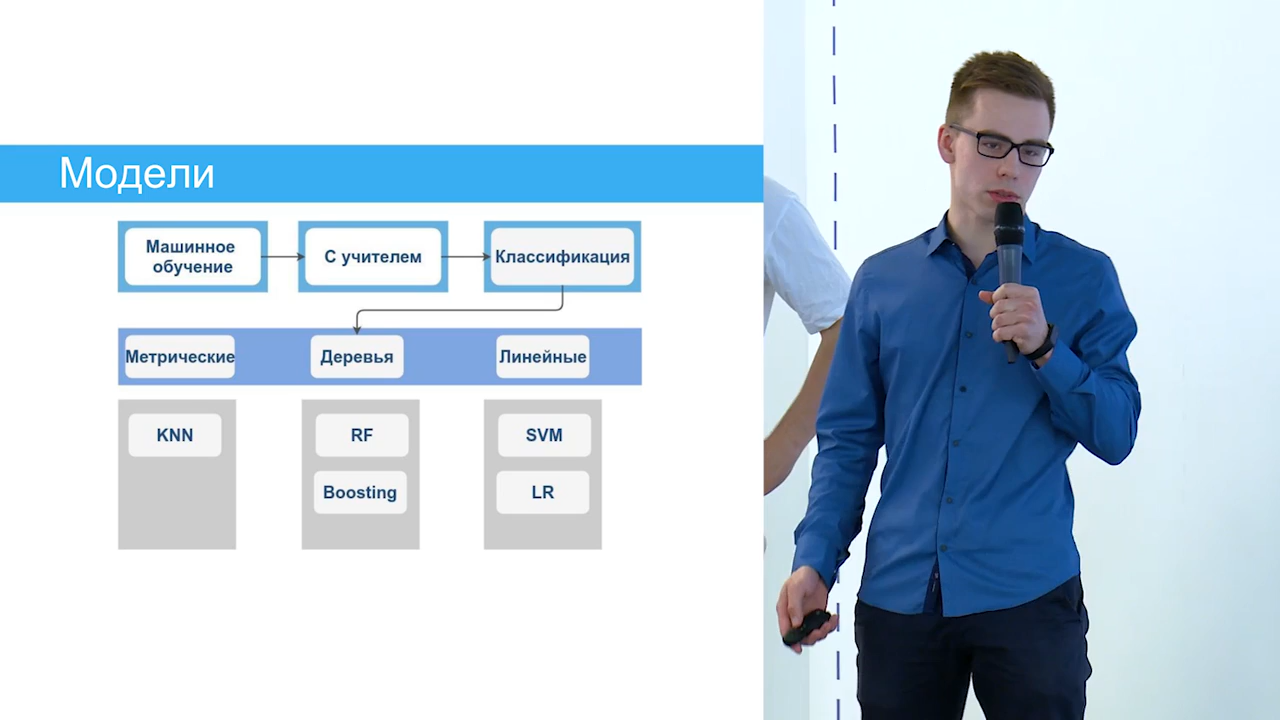 Модели
Машинное
обучение
С учителем
Классификация
Метрические
Деревья
Линейные
KNN
RF
SVM
Boosting
LR